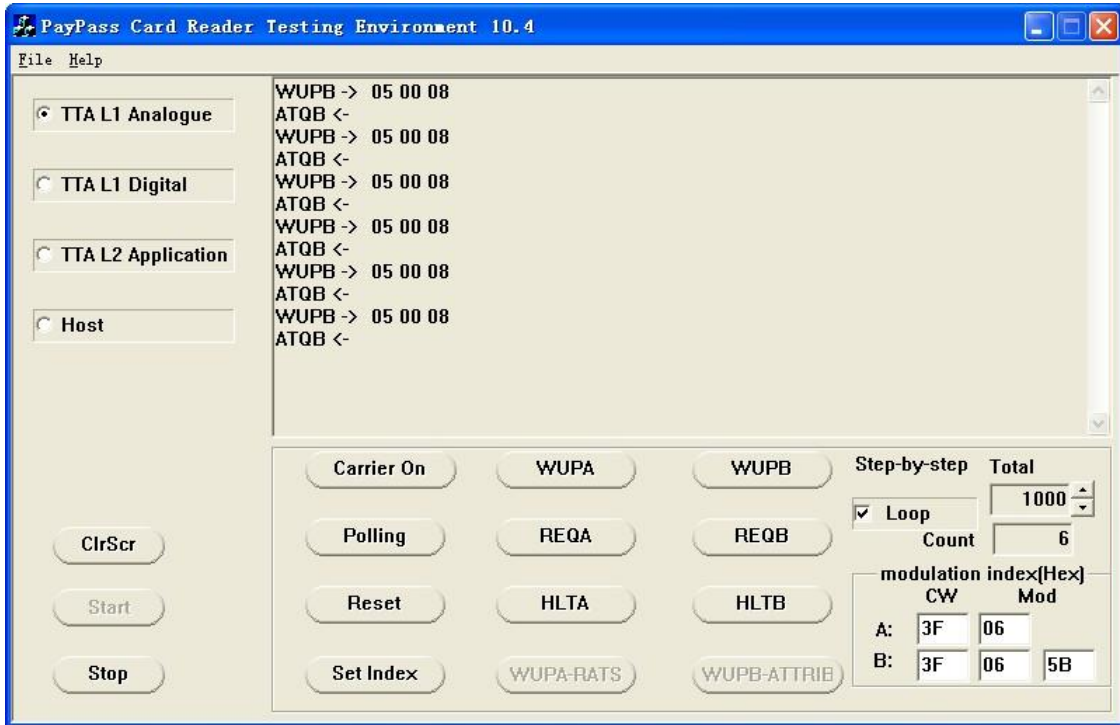 PayPass Card Reader Testing Environment 10.4
File Help
TTA L1 Analogue
TTA L1 Digital
TTA L2 Application
Host
WUPB -> 05 00 08
ATQB <-
WUPB -> 05 00 08
ATQB <-
WUPB -> 05 00 08
ATQB <-
WUPB -> 05 00 08
ATQB <-
WUPB -> 05 00 08
ATQB <-
WUPB -> 05 00 08
ATQB <-
ClrScr
Start
Stop
Carrier On WUPA WUPB
Polling REQA REQB
Reset HLTA HLTB
Set Index WUPA-RATS WUPB-ATTRIB
Step-by-step Total
1000
Loop
Count 6
modulation index(Hex)
CW Mod
A: 3F 06
B: 3F 06 5B